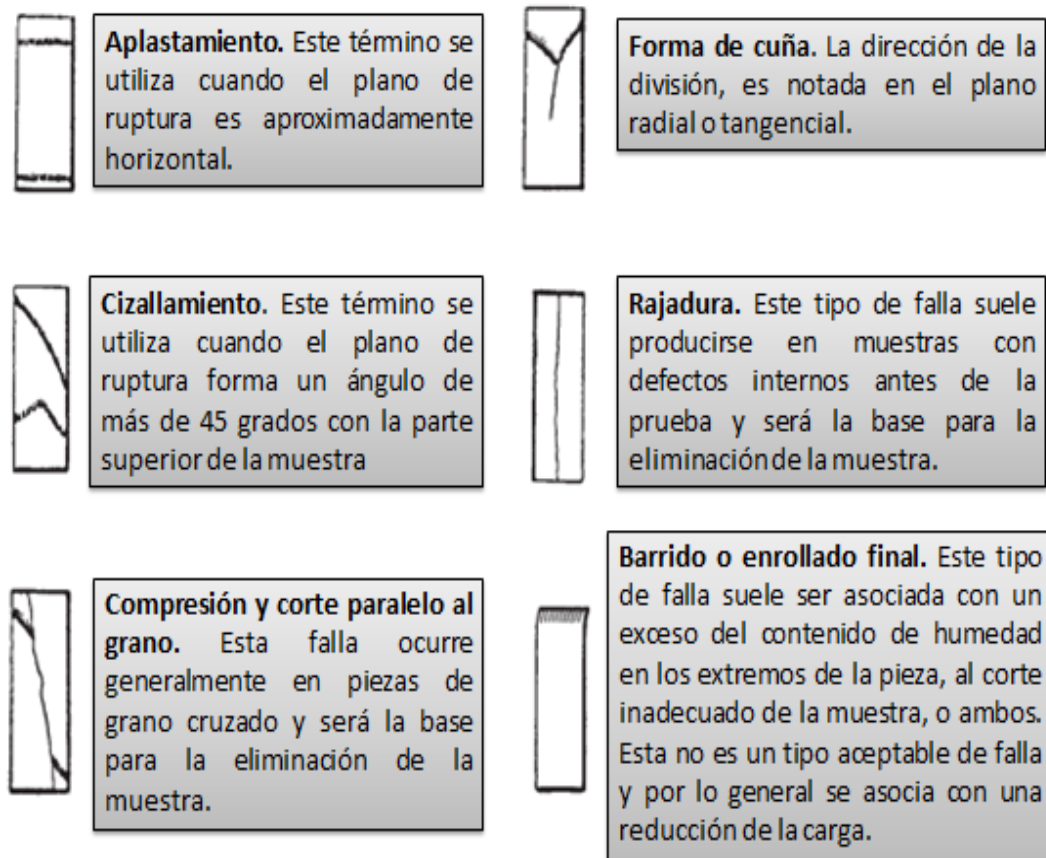 Aplastamiento. Este término se
utiliza cuando el plano de
ruptura es aproximadamente
horizontal.
Forma de cuña. La dirección de la
división, es notada en el plano
radial o tangencial.
Cizallamiento. Este término se
utiliza cuando el plano de
ruptura forma un ángulo de
más de 45 grados con la parte
superior de la muestra
Rajadura. Este tipo de falla suele
producirse en muestras con
defectos internos antes de la
prueba y será la base para la
eliminación de la muestra.
Compresión y corte paralelo al
grano. Esta falla ocurre
generalmente en piezas de
grano cruzado y será la base
para la eliminación de la
muestra.
Barrido o enrollado final. Este tipo
de falla suele ser asociada con un
exceso del contenido de humedad
en los extremos de la pieza, al corte
inadecuado de la muestra, o ambos.
Esta no es un tipo aceptable de falla
y por lo general se asocia con una
reducción de la carga.